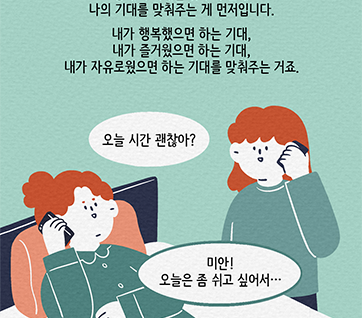 나의 기대를 맞춰주는 게 먼저입니다.
내가 행복했으면 하는 기대,
내가 즐거웠으면 하는 기대,
내가 자유로웠으면 하는 기대를 맞춰주는 거죠.
오늘 시간 괜찮아?
미안!
오늘은 좀 쉬고 싶어서…